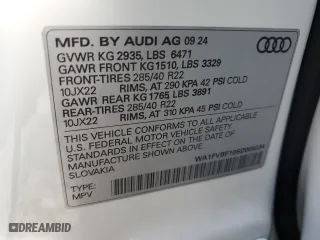 MFD. BY AUDI AG 09 24
GVWR KG 2935, LBS 6471
GAWR FRONT KG1510, LBS 3329
FRONT-TIRES 285/40 R22
10JX22 RIMS, AT 290 KPA 42 PSI COLD
GAWR REAR KG 1765, LBS 3891
REAR-TIRES 285/40 R22
10JX22 RIMS, AT 310 KPA 45 PSI COLD
THIS VEHICLE CONFORMS TO ALL APPLICABLE
U.S. FEDERAL MOTOR VEHICLE SAFETY STANDARDS
IN EFFECT ON THE DATE OF MANUFACTURE
SHOWN ABOVE.
SLOVAKIA
TYPE:
MPV
DREAMBID